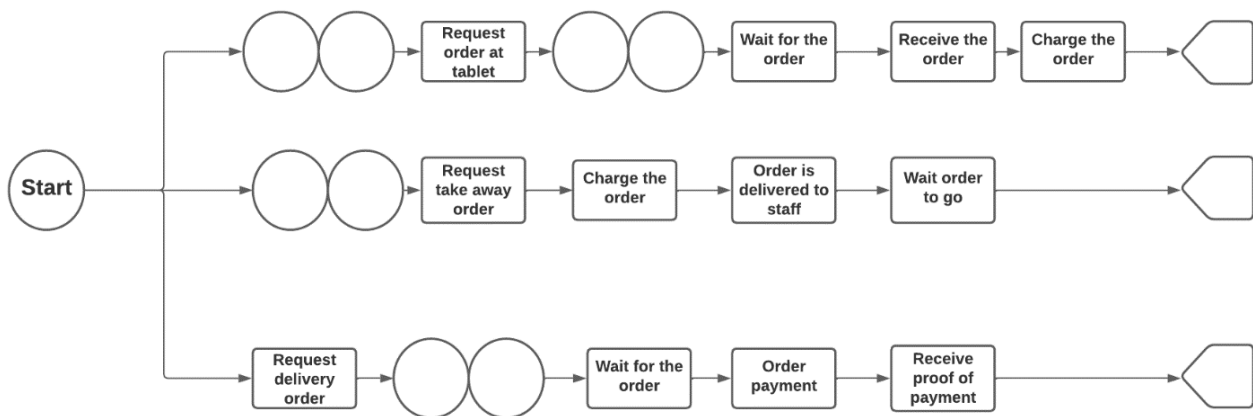 Request
order at
tablet
Wait for the
order
Receive the
order
Charge the
order
Start
Request
take away
order
Charge the
order
Order is
delivered to
staff
Wait order
to go
Request
delivery
order
Wait for the
order
Order
payment
Receive
proof of
payment